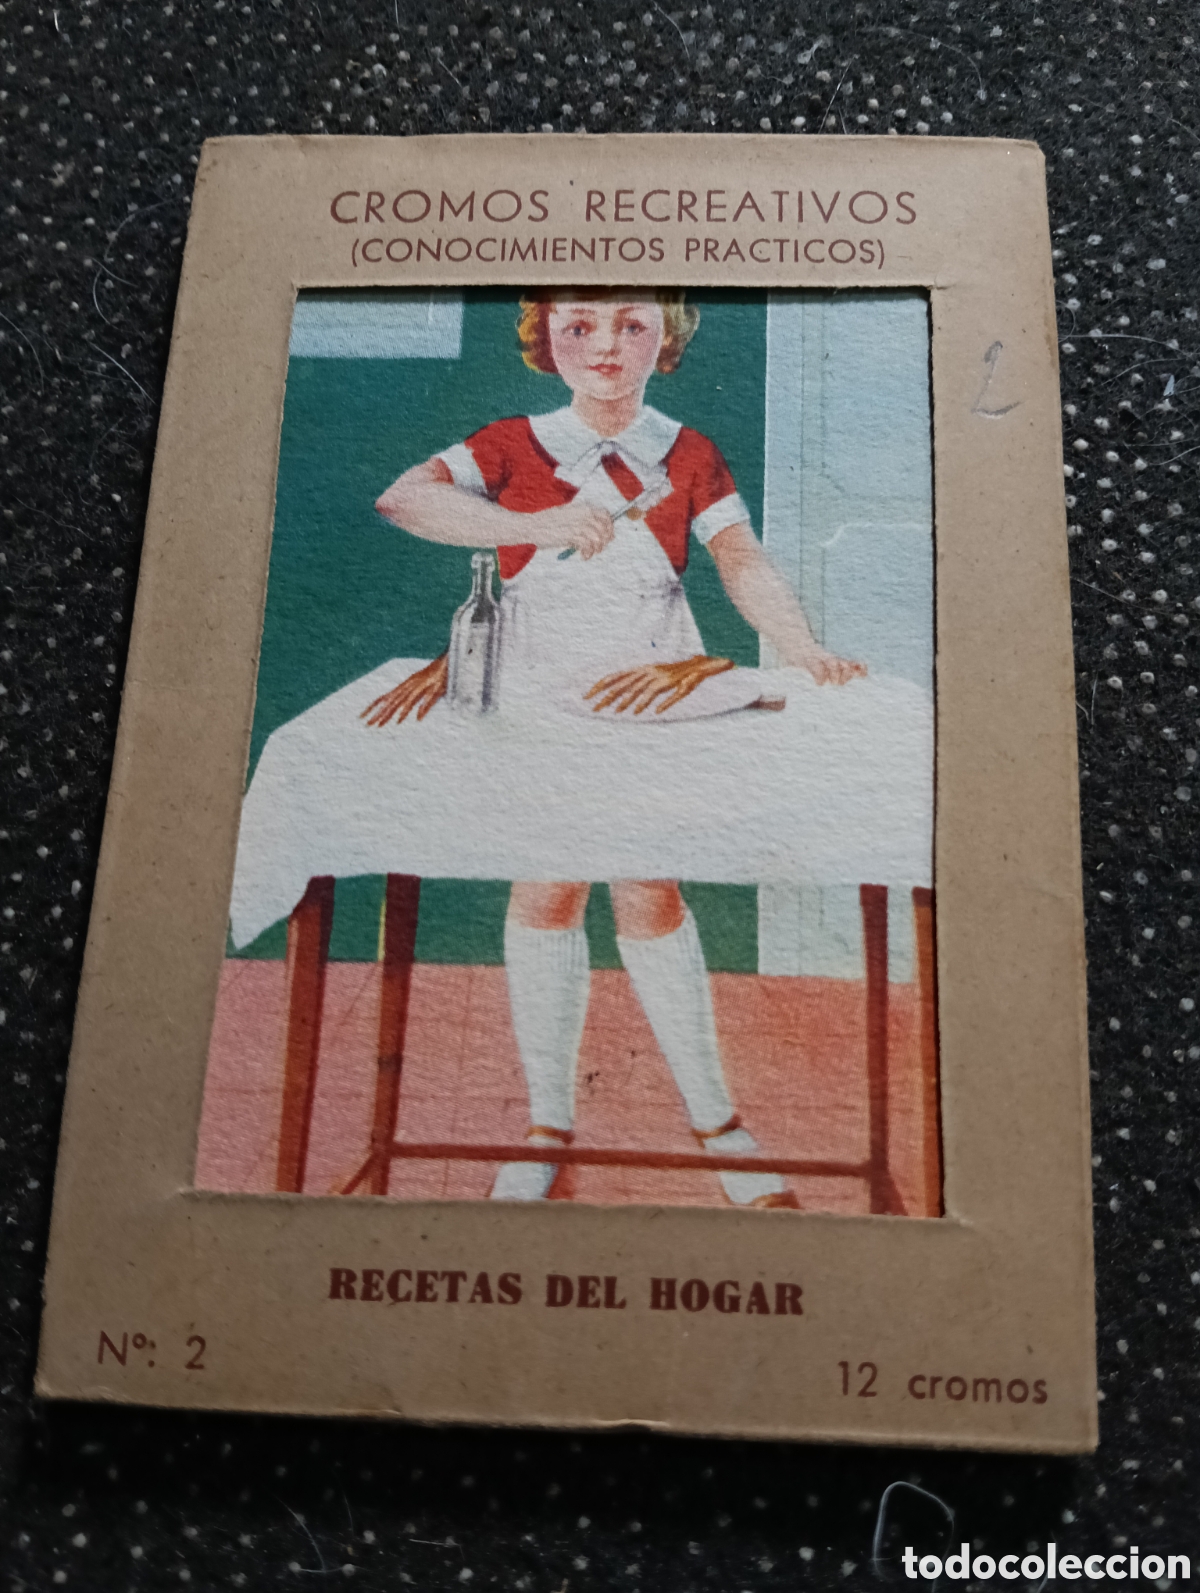 CROMOS RECREATIVOS
(CONOCIMIENTOS PRACTICOS)
2
RECETAS DEL HOGAR
Nº: 2
12 cromos
todocoleccion